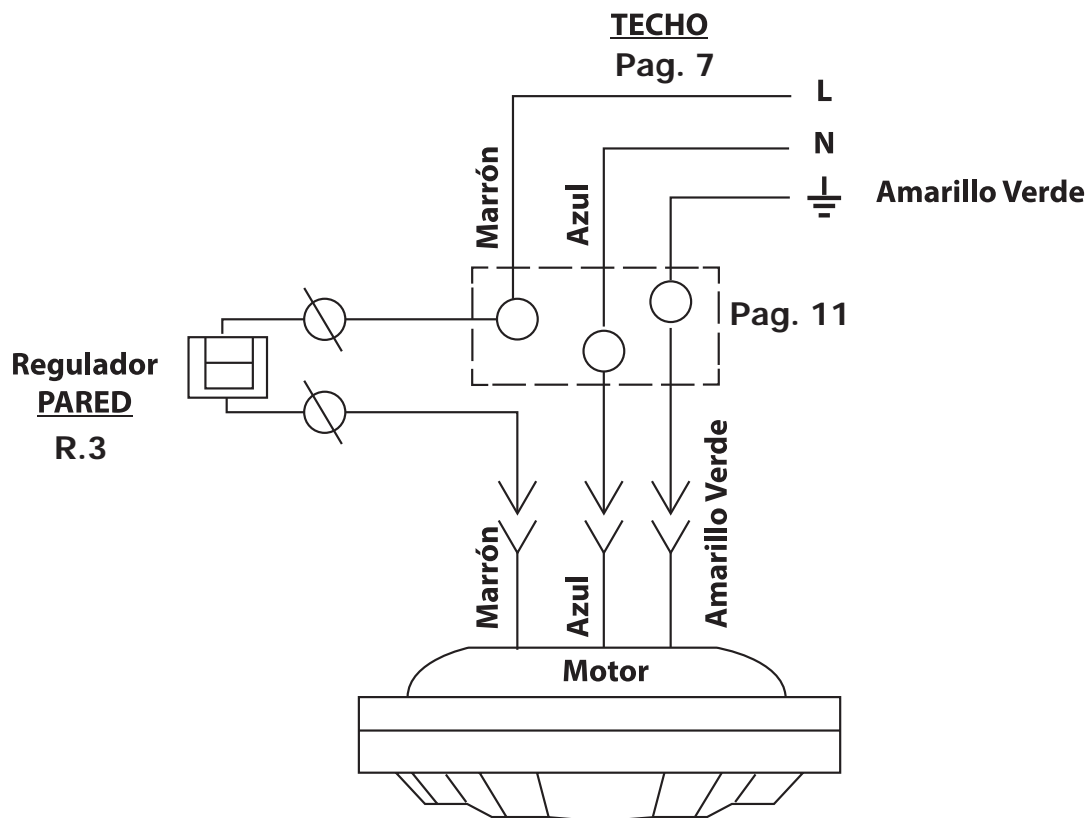 TECHO
Pag. 7
L
N
Amarillo Verde
Marrón
Azul
Pag. 11
Regulador
PARED
R.3
Marrón
Azul
Amarillo Verde
Motor